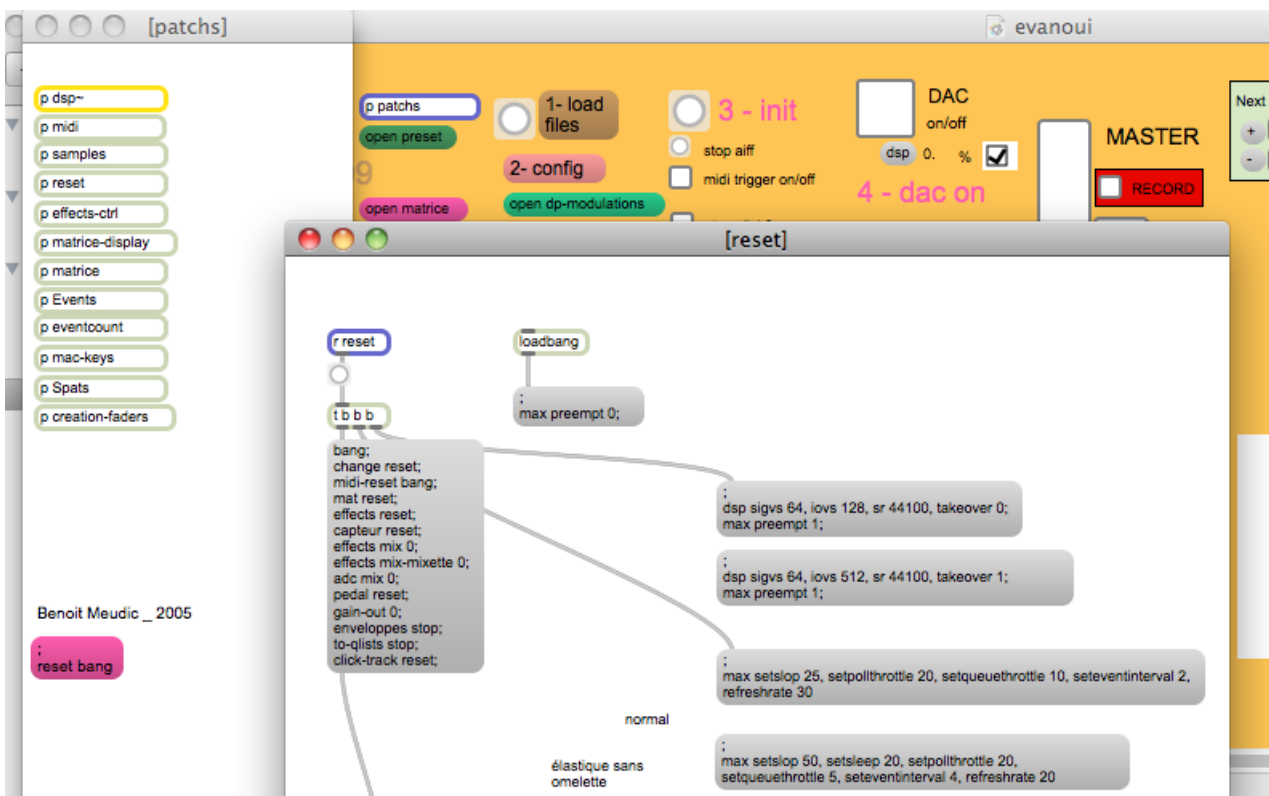 [patchs]
p dsp~
p midi
p samples
p reset
p effects-ctrl
p matrice-display
p matrice
p Events
p eventcount
p mac-keys
p Spats
p creation-faders
Benoit Meudic _ 2005
;
reset bang
evanoui
p patchs
open preset
9
open matrice
1- load
files
2- config
open dp-modulations
3 - init
stop aiff
midi trigger on/off
DAC
on/off
dsp 0. %
4 - dac on
MASTER
RECORD
Next
+
-
[reset]
r reset
t b b b
bang;
change reset;
midi-reset bang;
mat reset;
effects reset;
capteur reset;
effects mix 0;
effects mix-mixette 0;
adc mix 0;
pedal reset;
gain-out 0;
enveloppes stop;
to-qlists stop;
click-track reset;
loadbang
;
max preempt 0;
;
dsp sigvs 64, iovs 128, sr 44100, takeover 0;
max preempt 1;
;
dsp sigvs 64, iovs 512, sr 44100, takeover 1;
max preempt 1;
;
max setslop 25, setpollthrottle 20, setqueuethrottle 10, seteventinterval 2,
refreshrate 30
normal
élastique sans
omelette
;
max setslop 50, setsleep 20, setpollthrottle 20,
setqueuethrottle 5, seteventinterval 4, refreshrate 20